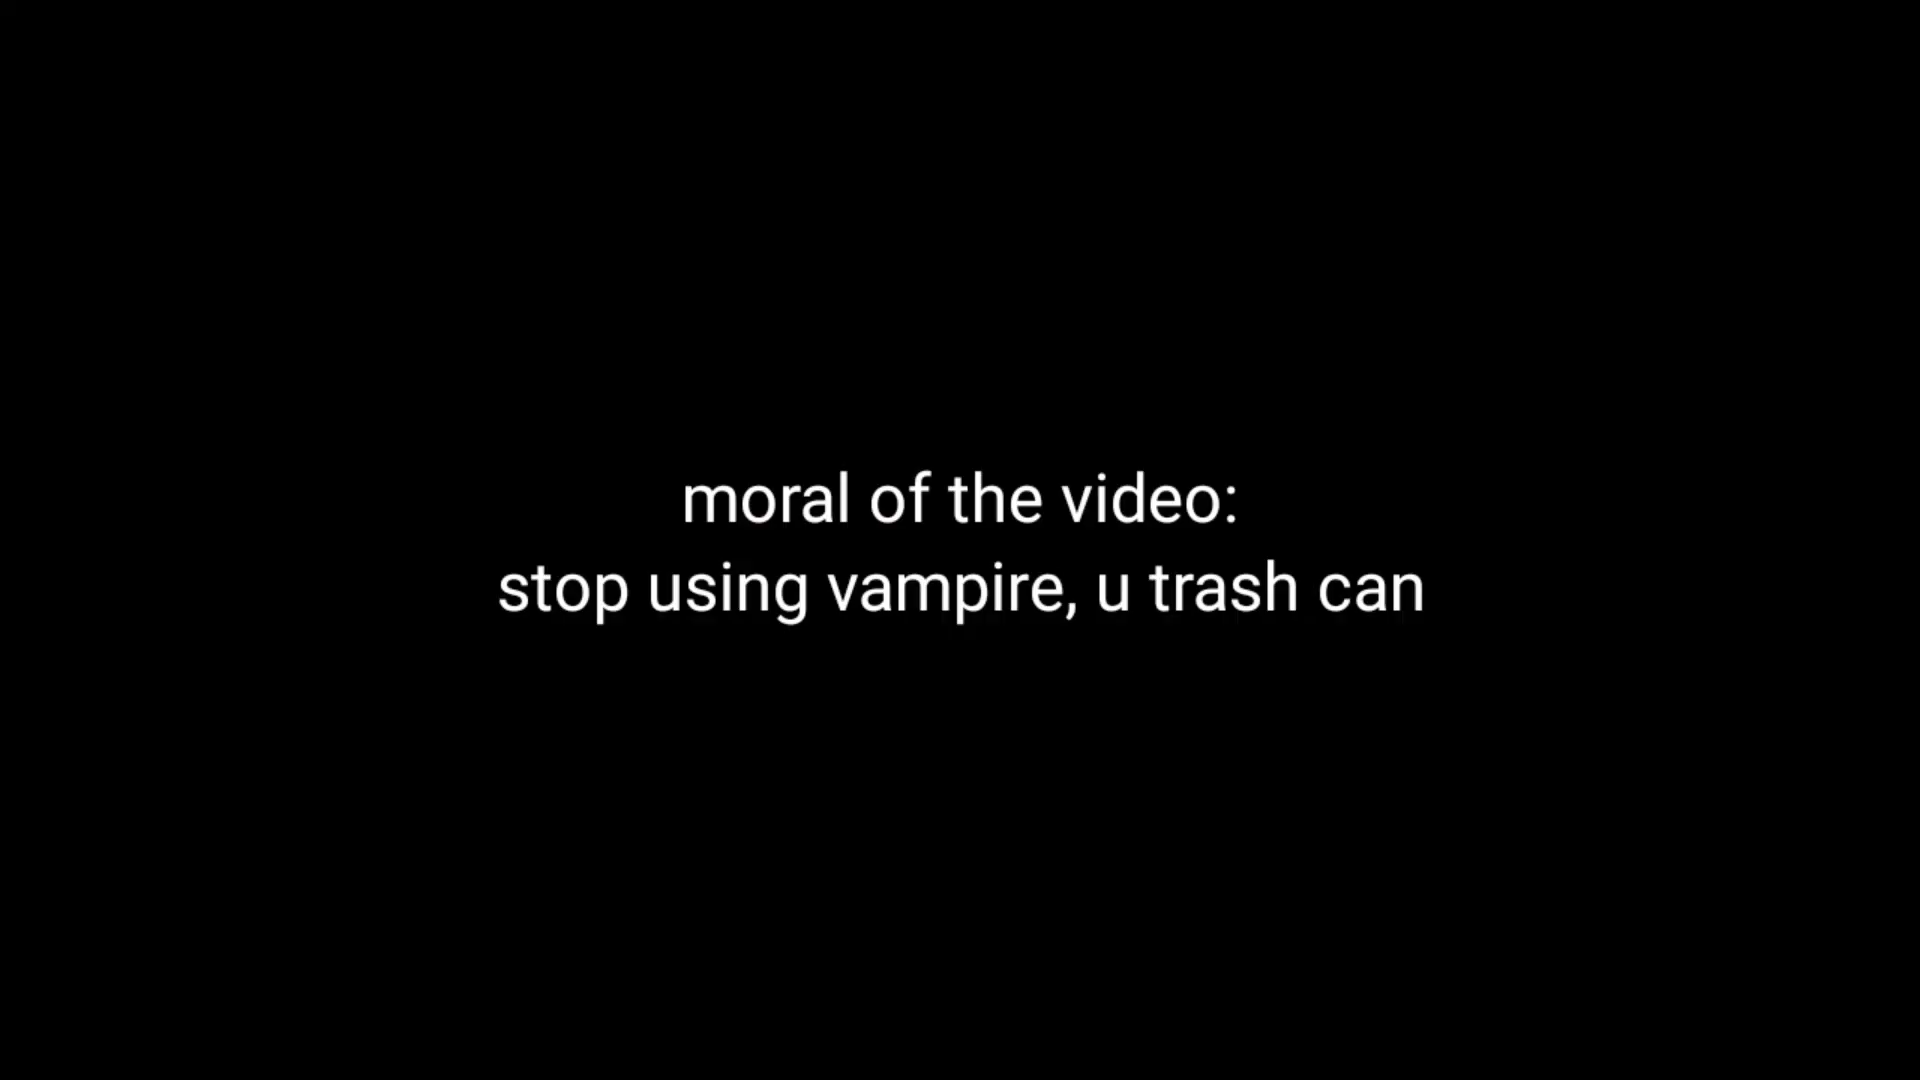 moral of the video:
stop using vampire, u trash can